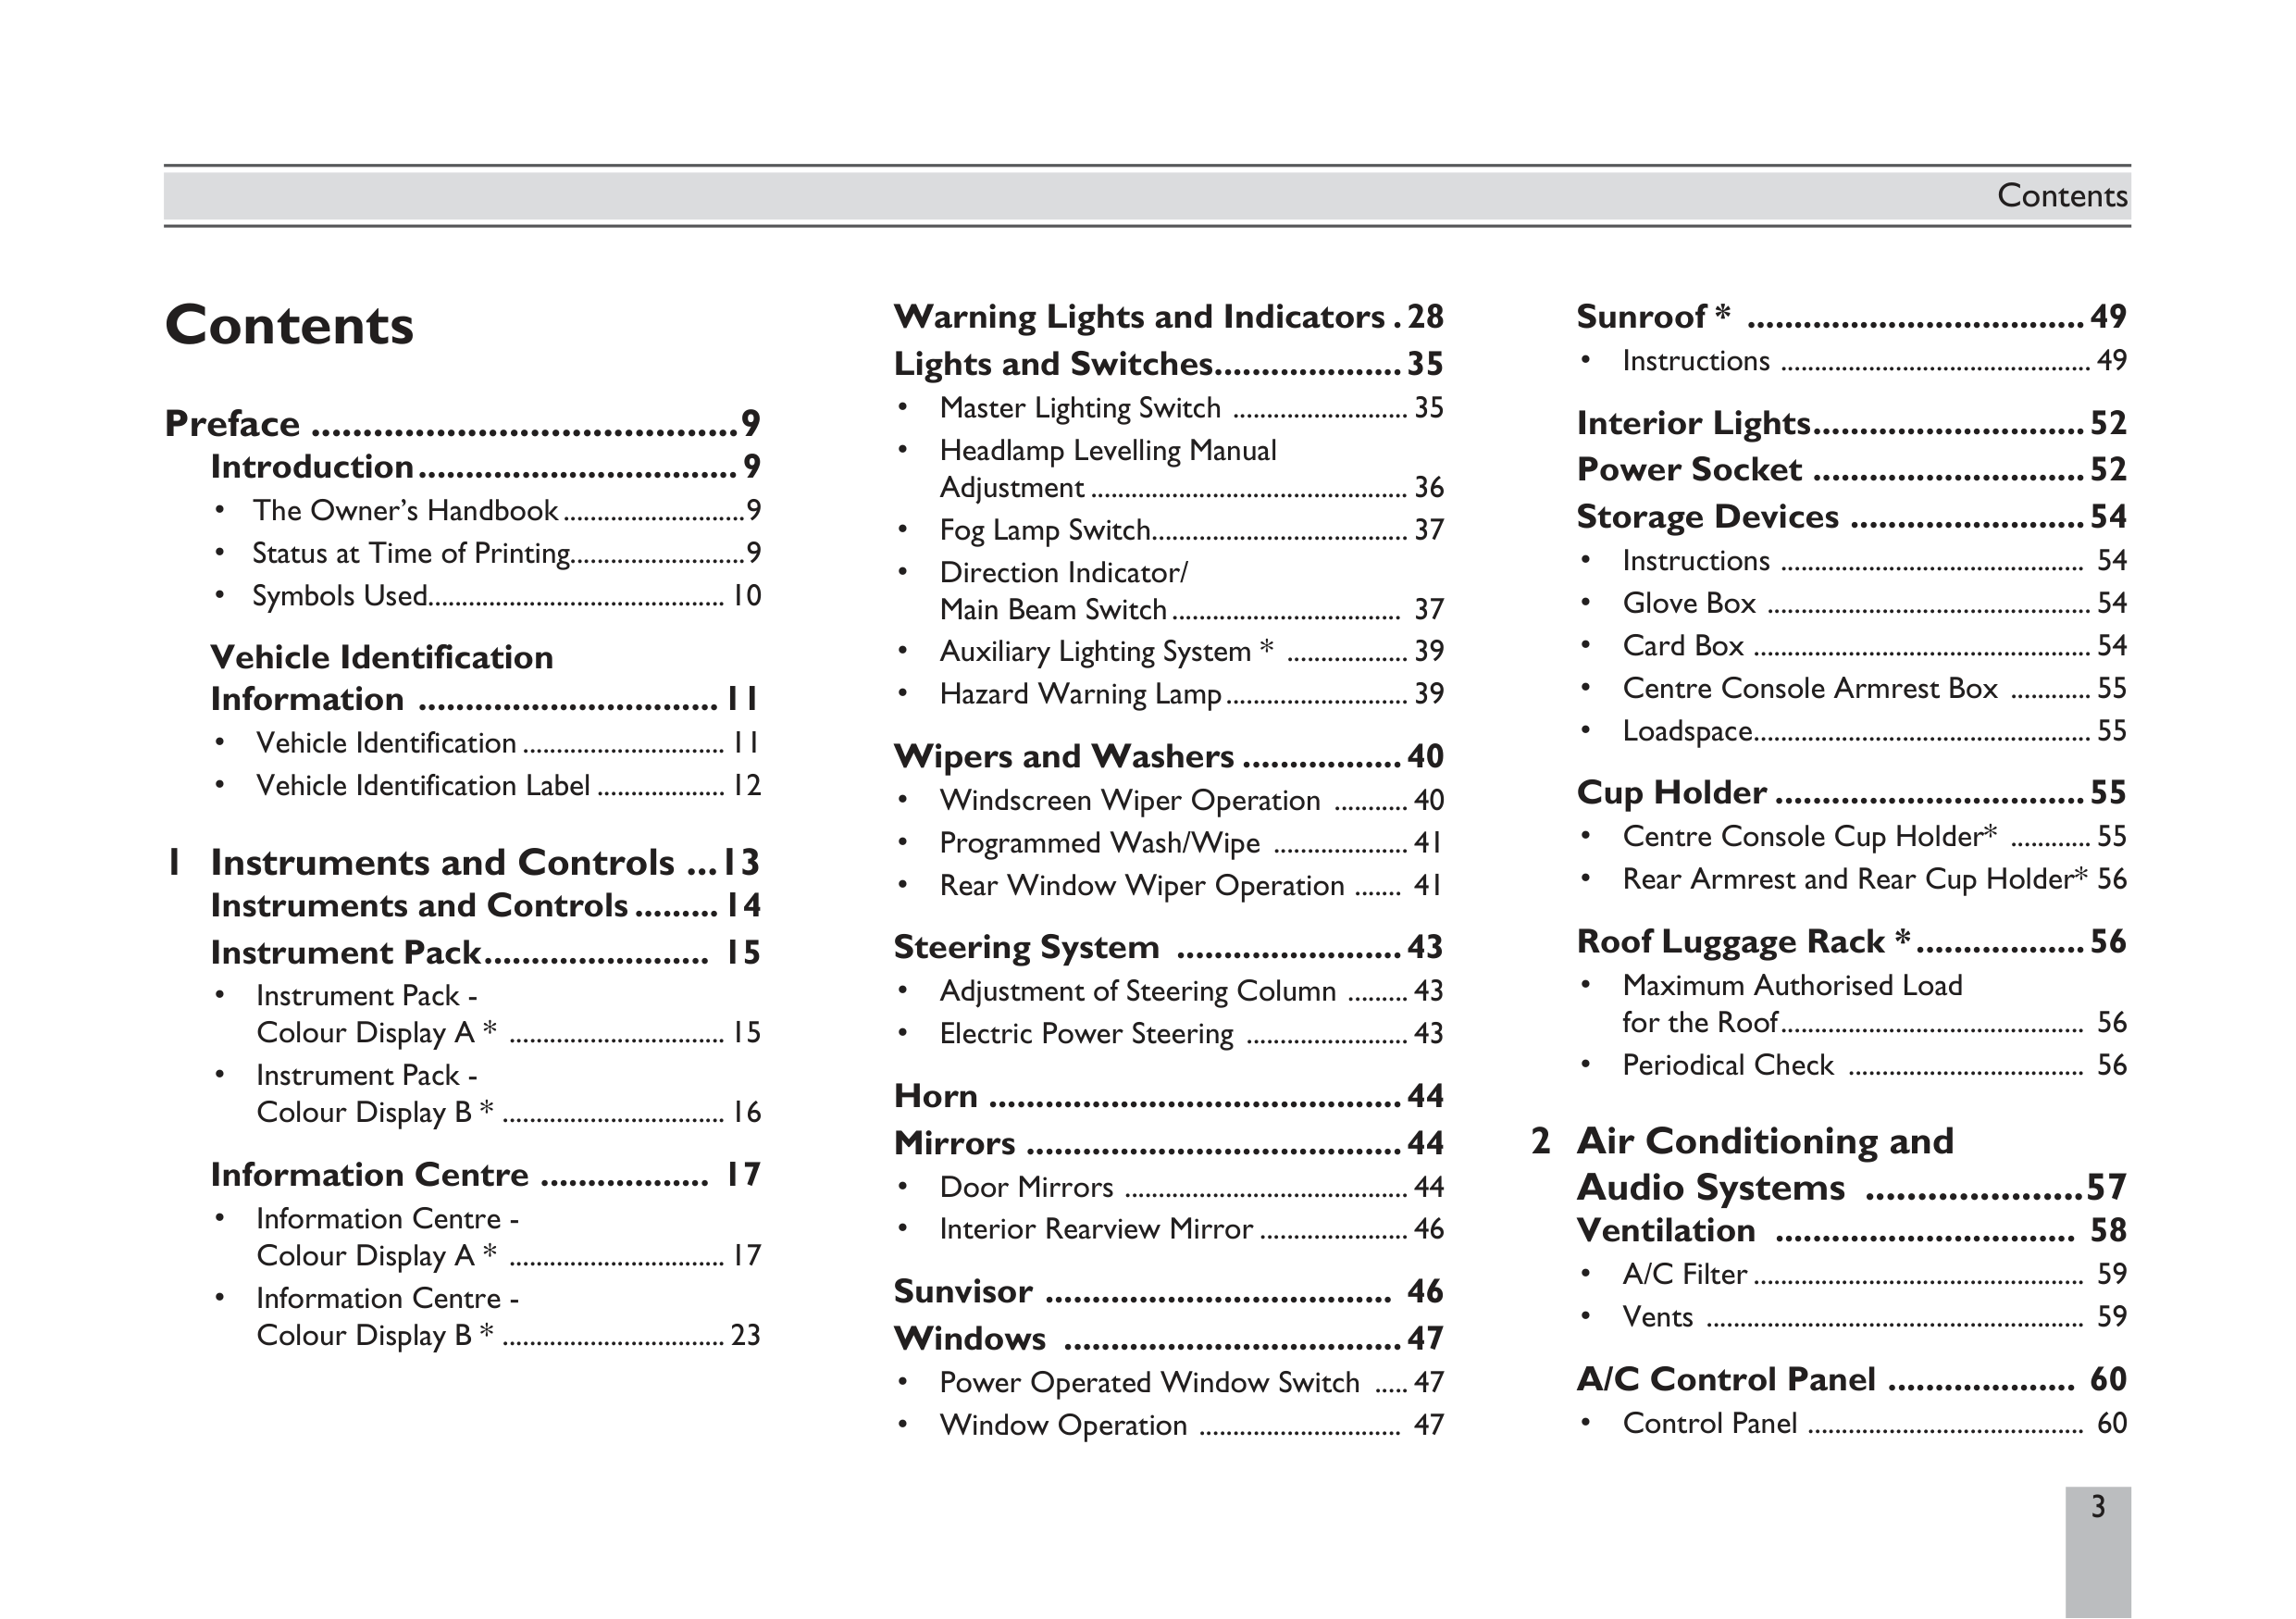 Contents
Contents
Preface .........................................9
Introduction.................................. 9
• The Owner’s Handbook...........................9
• Status at Time of Printing..........................9
• Symbols Used............................................ 10
Vehicle Identification
Information ................................ 11
• Vehicle Identification .............................. 11
• Vehicle Identification Label ................... 12
1 Instruments and Controls ...13
Instruments and Controls ......... 14
Instrument Pack........................ 15
• Instrument Pack -
Colour Display A * ................................ 15
• Instrument Pack -
Colour Display B * ................................. 16
Information Centre .................. 17
• Information Centre -
Colour Display A * ................................ 17
• Information Centre -
Colour Display B * ................................. 23
Warning Lights and Indicators . 28
Lights and Switches.................... 35
• Master Lighting Switch .......................... 35
• Headlamp Levelling Manual
Adjustment ............................................... 36
• Fog Lamp Switch...................................... 37
• Direction Indicator/
Main Beam Switch .................................. 37
• Auxiliary Lighting System * .................. 39
• Hazard Warning Lamp........................... 39
Wipers and Washers ................. 40
• Windscreen Wiper Operation ........... 40
• Programmed Wash/Wipe .................... 41
• Rear Window Wiper Operation ....... 41
Steering System ........................ 43
• Adjustment of Steering Column ......... 43
• Electric Power Steering ........................ 43
Horn ............................................ 44
Mirrors ........................................ 44
• Door Mirrors .......................................... 44
• Interior Rearview Mirror ...................... 46
Sunvisor ..................................... 46
Windows .................................... 47
• Power Operated Window Switch ..... 47
• Window Operation .............................. 47
Sunroof * .................................... 49
• Instructions .............................................. 49
Interior Lights............................. 52
Power Socket ............................. 52
Storage Devices ......................... 54
• Instructions ............................................. 54
• Glove Box ................................................ 54
• Card Box .................................................. 54
• Centre Console Armrest Box ............ 55
• Loadspace.................................................. 55
Cup Holder ................................. 55
• Centre Console Cup Holder* ............ 55
• Rear Armrest and Rear Cup Holder* 56
Roof Luggage Rack *.................. 56
• Maximum Authorised Load
for the Roof............................................. 56
• Periodical Check ................................... 56
2 Air Conditioning and
Audio Systems .....................57
Ventilation ................................ 58
• A/C Filter ................................................. 59
• Vents ........................................................ 59
A/C Control Panel .................... 60
• Control Panel ......................................... 60
3